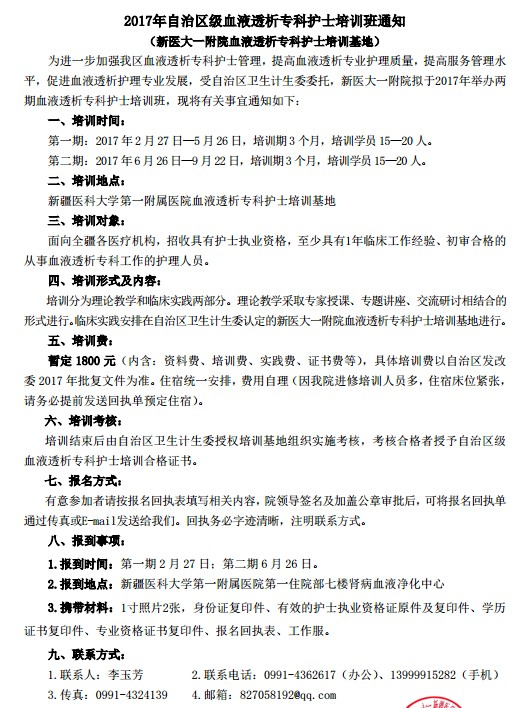 2017年自治区级血液透析专科护士培训班通知
（新医大一附院血液透析专科护士培训基地）
为进一步加强我区血液透析专科护士管理，提高血液透析专业护理质量，提高服务管理水
平，促进血液透析护理专业发展，受自治区卫生计生委委托，新医大一附院拟于2017年举办两
期血液透析专科护士培训班，现将有关事宜通知如下：
一、培训时间：
第一期：2017 年 2 月 27 日—5 月 26 日，培训期 3 个月，培训学员 15—20 人。
第二期：2017 年 6 月 26 日—9 月 22 日，培训期 3 个月，培训学员 15—20 人。
二、培训地点：
新疆医科大学第一附属医院血液透析专科护士培训基地
三、培训对象：
面向全疆各医疗机构，招收具有护士执业资格，至少具有1年临床工作经验、初审合格的
从事血液透析专科工作的护理人员。
四、培训形式及内容：
培训分为理论教学和临床实践两部分。理论教学采取专家授课、专题讲座、交流研讨相结合的
形式进行。临床实践安排在自治区卫生计生委认定的新医大一附院血液透析专科护士培训基地进行。
五、培训费：
暂定 1800 元（内含：资料费、培训费、实践费、证书费等），具体培训费以自治区发改
委 2017 年批复文件为准。住宿统一安排，费用自理（因我院进修培训人员多，住宿床位紧张，
请务必提前发送回执单预定住宿）。
六、培训考核：
培训结束后由自治区卫生计生委授权培训基地组织实施考核，考核合格者授予自治区级
血液透析专科护士培训合格证书。
七、报名方式：
有意参加者请按报名回执表填写相关内容，院领导签名及加盖公章审批后，可将报名回执单
通过传真或E-mail发送给我们。回执务必字迹清晰，注明联系方式。
八、报到事项：
1.报到时间：第一期 2 月 27 日；第二期 6 月 26 日。
2.报到地点：新疆医科大学第一附属医院第一住院部七楼肾病血液净化中心
3.携带材料：1寸照片2张，身份证复印件、有效的护士执业资格证原件及复印件、学历
证书复印件、专业资格证书复印件、报名回执表、工作服。
九、联系方式：
1.联系人：李玉芳 2.联系电话：0991-4362617（办公）、13999915282（手机）
3.传真：0991-4324139 4.邮箱：827058192@qq.com